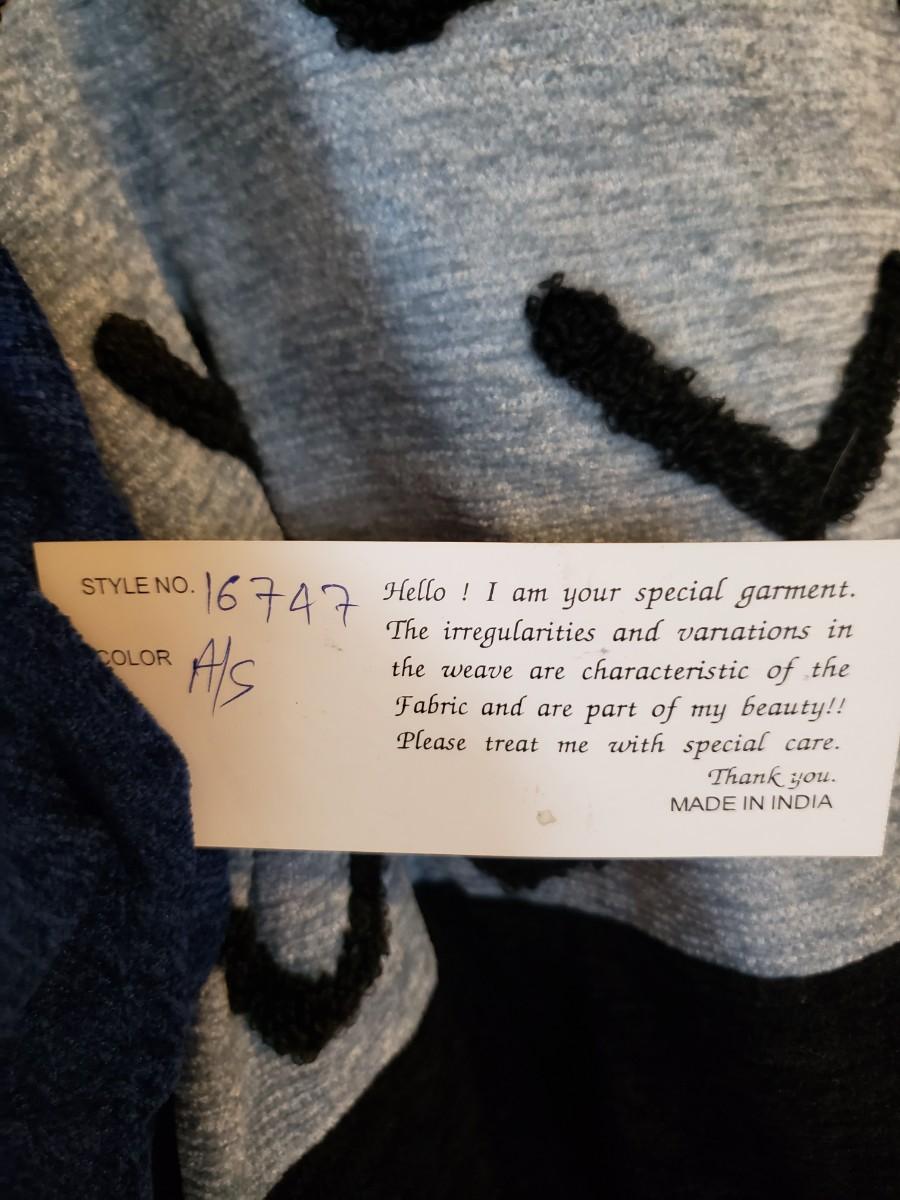 STYLE NO. 16747
COLOR A/S
Hello ! I am your special garment.
The irregularities and variations in
the weave are characteristic of the
Fabric and are part of my beauty!!
Please treat me with special care.
Thank you.
MADE IN INDIA